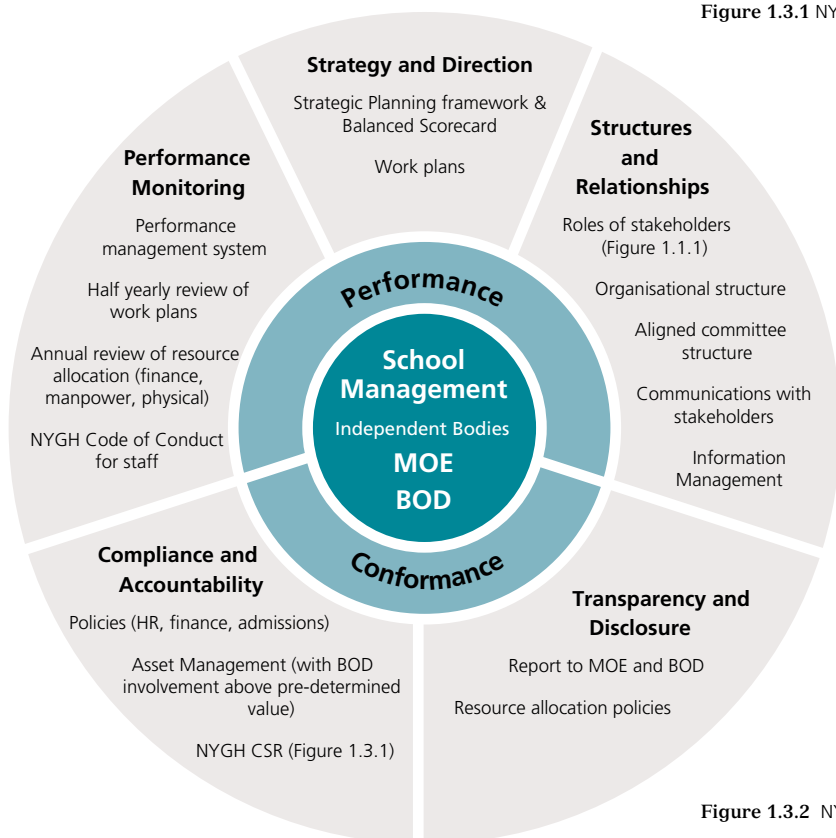 Figure 1.3.1 NY
Strategy and Direction
Strategic Planning framework &
Balanced Scorecard
Work plans
Structures
and
Relationships
Roles of stakeholders
(Figure 1.1.1)
Organisational structure
Aligned committee
structure
Communications with
stakeholders
Information
Management
Performance
Monitoring
Performance
management system
Half yearly review of
work plans
Annual review of resource
allocation (finance,
manpower, physical)
NYGH Code of Conduct
for staff
Performance
School
Management
Independent Bodies
MOE
BOD
Conformance
Compliance and
Accountability
Policies (HR, finance, admissions)
Asset Management (with BOD
involvement above pre-determined
value)
NYGH CSR (Figure 1.3.1)
Transparency and
Disclosure
Report to MOE and BOD
Resource allocation policies
Figure 1.3.2 NY